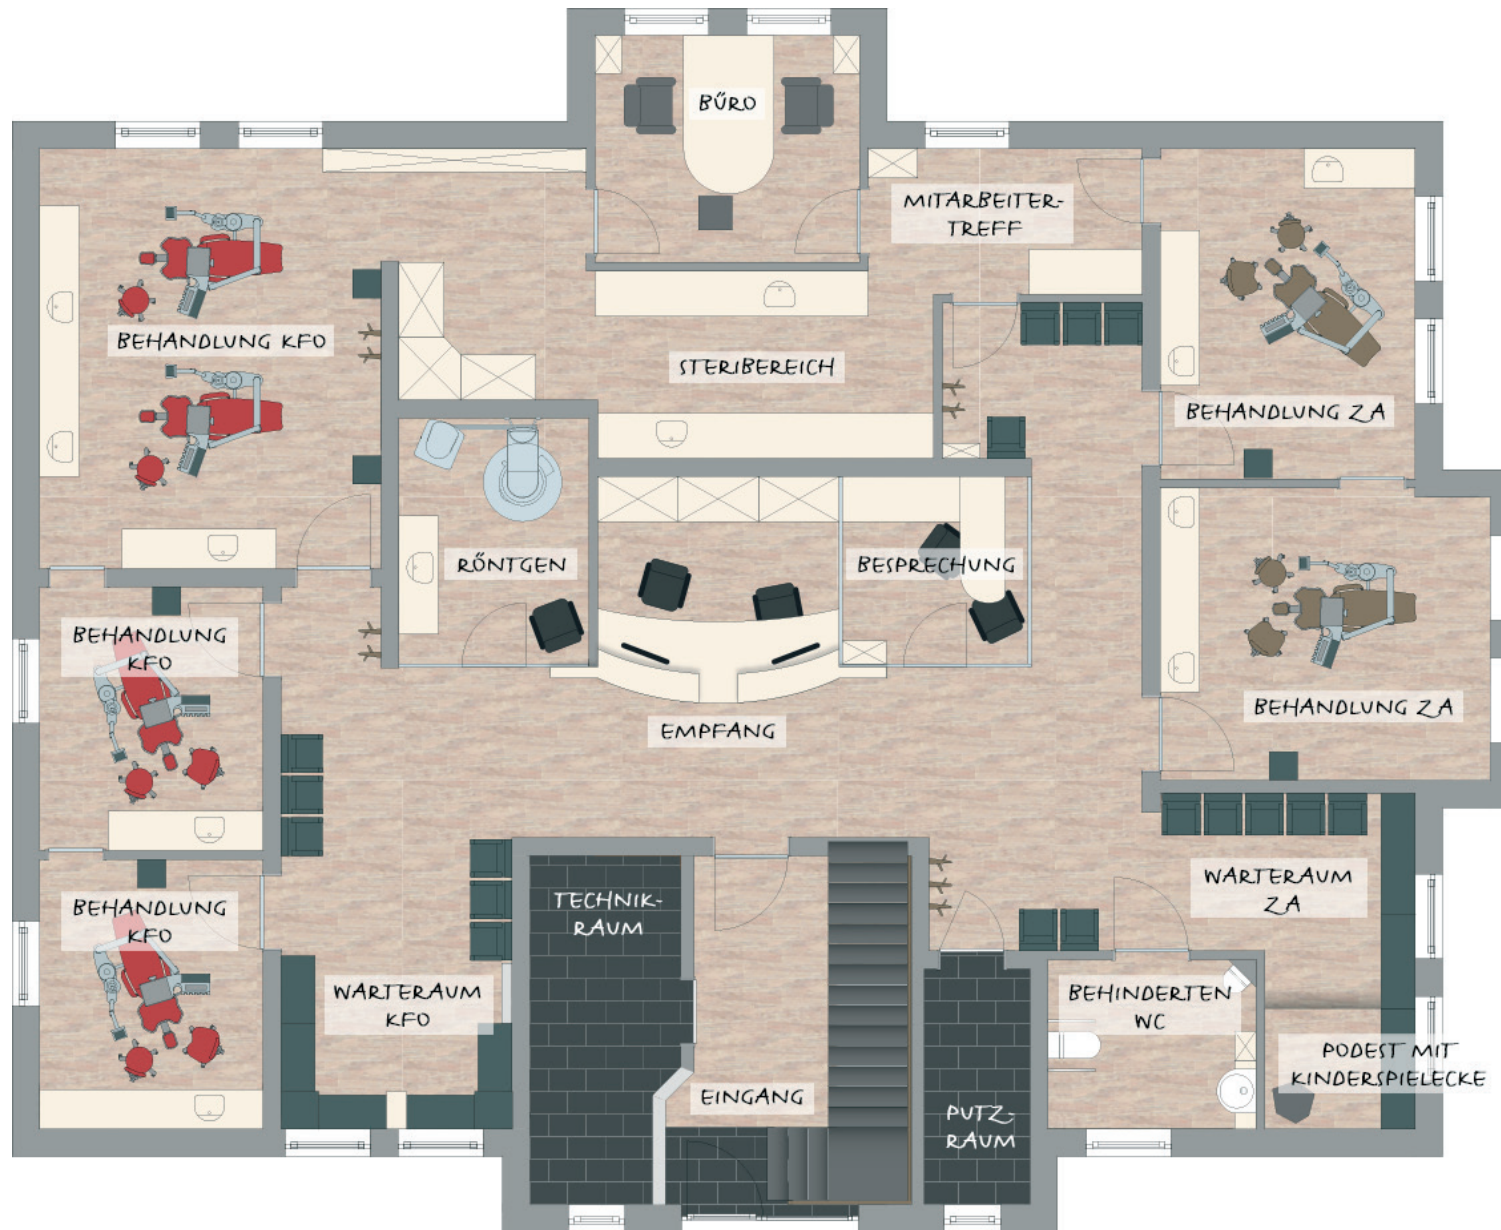 BÜRO
MITARBEITER-
TREFF
BEHANDLUNG KFO
STERIBEREICH
BEHANDLUNG ZA
RÖNTGEN
BESPRECHUNG
BEHANDLUNG
KFO
BEHANDLUNG ZA
EMPFANG
BEHANDLUNG
KFO
TECHNIK-
RAUM
WARTERAUM
ZA
WARTERAUM
KFO
BEHINDERTEN
WC
PODEST MIT
KINDERSPIELECKE
EINGANG
PUTZ-
RAUM